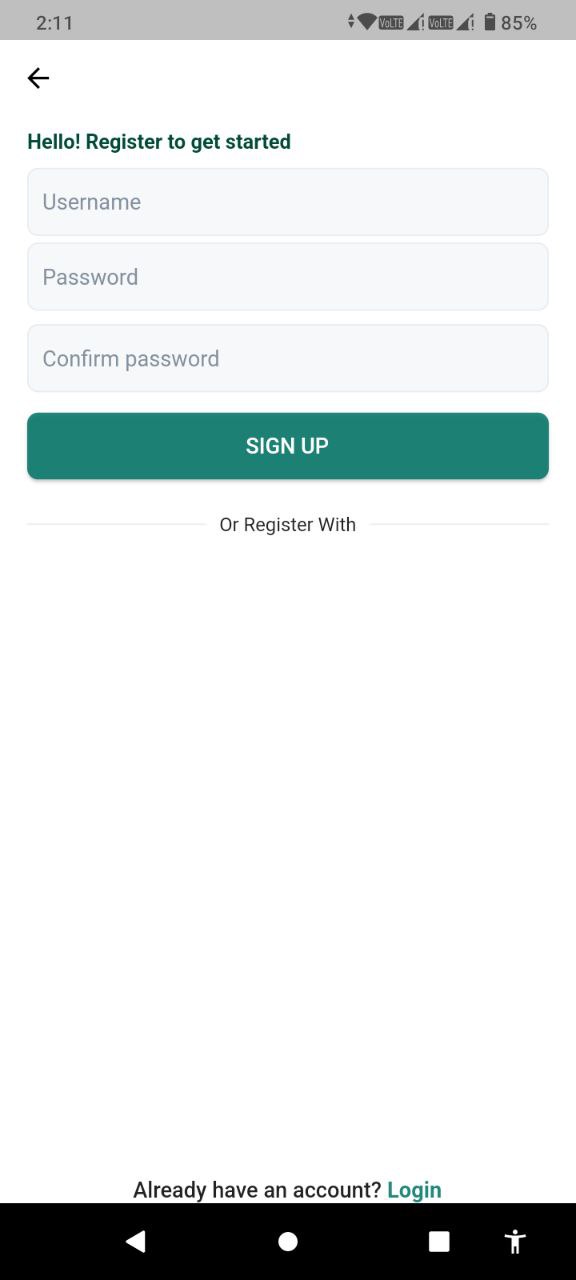 2:11 VoLTE VoLTE 85%
Hello! Register to get started
Username
Password
Confirm password
SIGN UP
Or Register With
Already have an account? Login